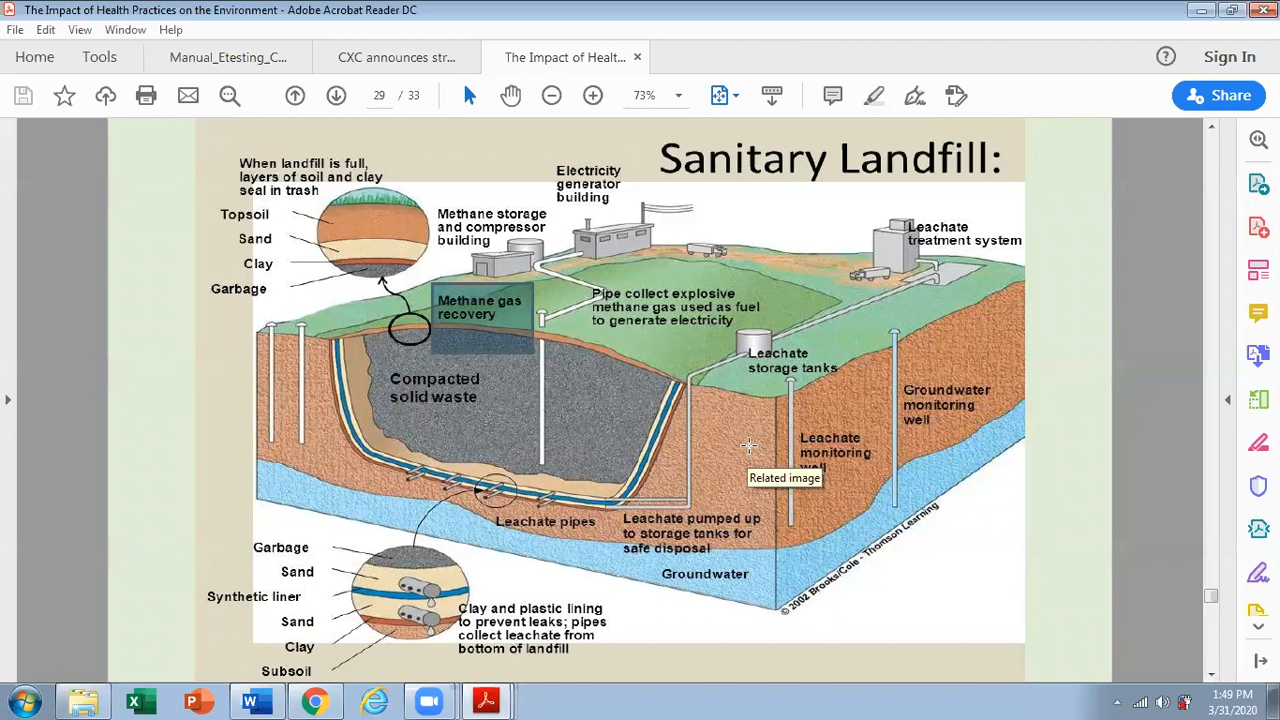 The Impact of Health Practices on the Environment - Adobe Acrobat Reader DC
File Edit View Window Help
Home Tools Manual_Etesting_C... CXC announces str... The Impact of Healt... ×
Sign In
29 / 33
73%
Share
Sanitary Landfill:
When landfill is full,
layers of soil and clay
seal in trash
Topsoil
Sand
Clay
Garbage
Methane storage
and compressor
building
Electricity
generator
building
Leachate
treatment system
Methane gas
recovery
Pipe collect explosive
methane gas used as fuel
to generate electricity
Leachate
storage tanks
Compacted
solid waste
Groundwater
monitoring
well
Leachate
monitoring
well
Related image
Leachate pipes
Leachate pumped up
to storage tanks for
safe disposal
Groundwater
© 2002 Brooks/Cole - Thomson Learning
Garbage
Sand
Synthetic liner
Sand
Clay
Subsoil
Clay and plastic lining
to prevent leaks; pipes
collect leachate from
bottom of landfill
1:49 PM
3/31/2020